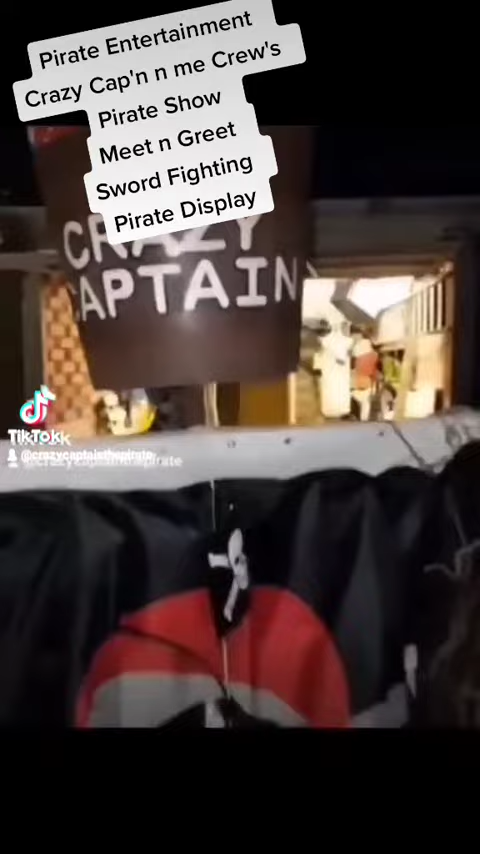 Pirate Entertainment
Crazy Cap'n n me Crew's
Pirate Show
Meet n Greet
Sword Fighting
Pirate Display
CRAZY
CAPTAIN
TikTok
@crazycaptainthepirate